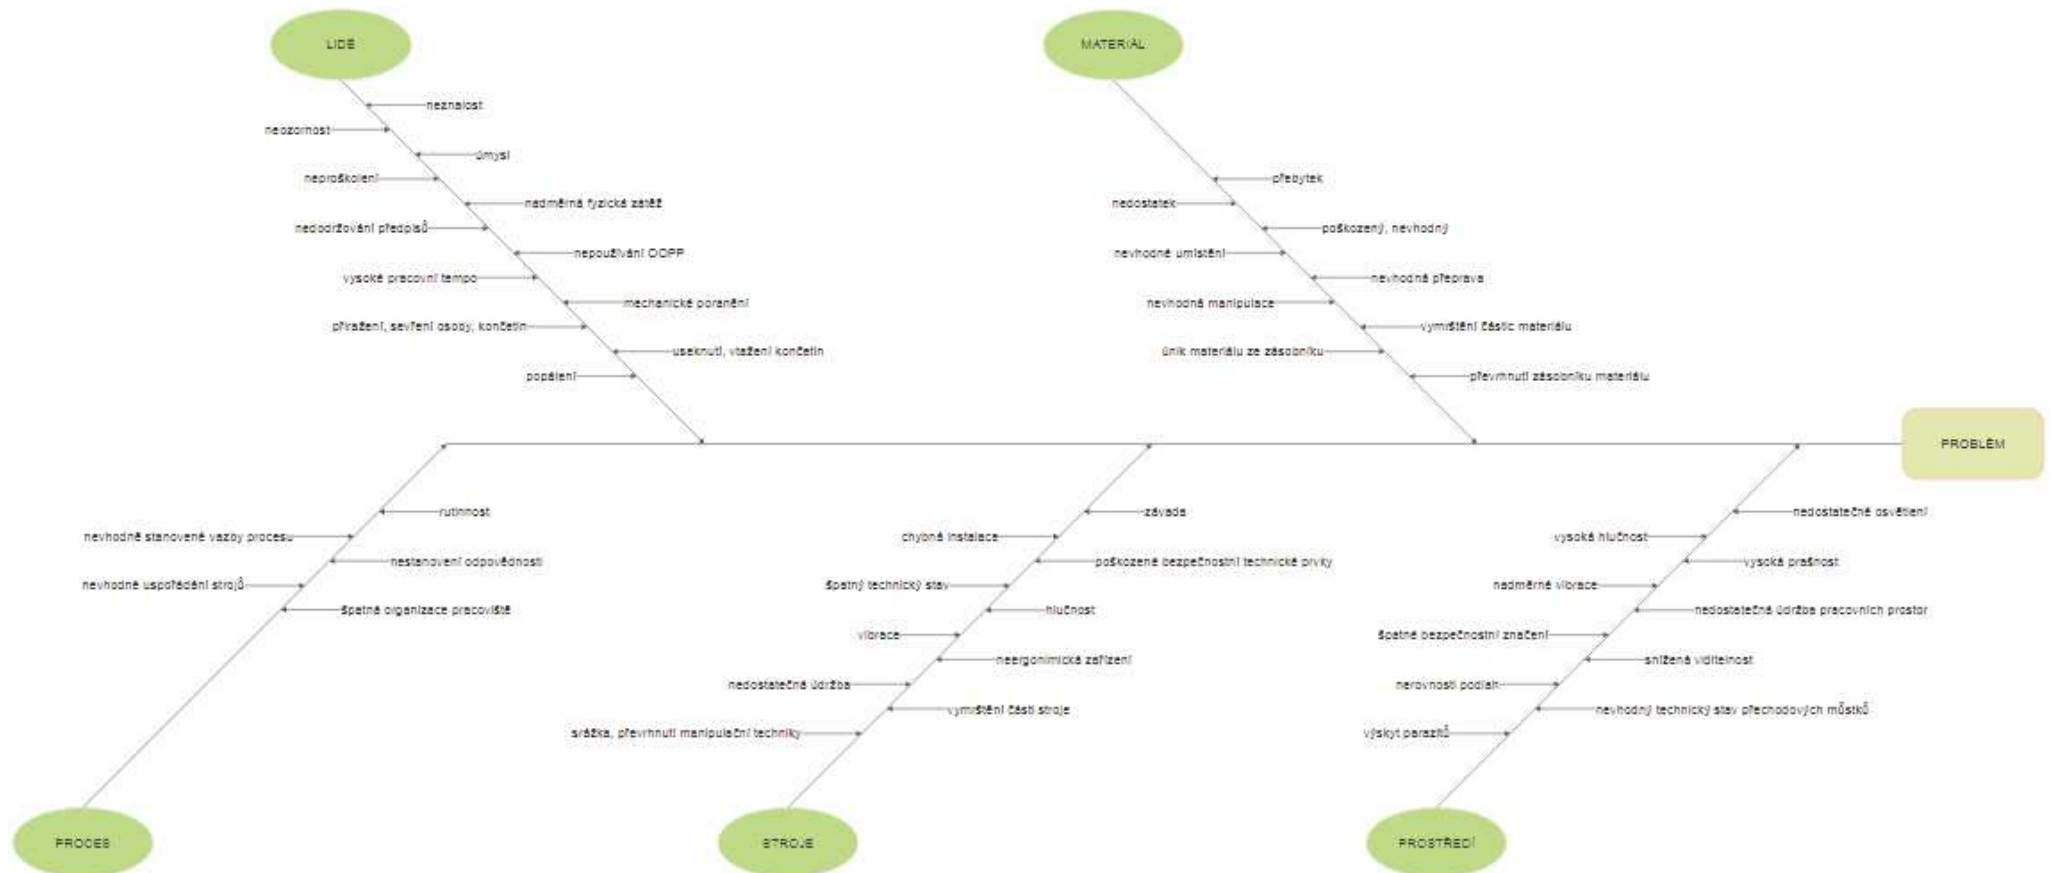 LIDÉ
MATERIÁL
neznalost
neozornost
úmysl
neproškolení
přebytek
nadměrná fyzická zátěž
nedostatek
nedodržování předpisů
poškozený, nevhodný
nepoužívání OOPP
nevhodné umístění
vysoké pracovní tempo
nevhodná přeprava
mechanické poranění
nevhodná manipulace
přiražení, sevření osoby, končetin
vymrštění částic materiálu
useknutí, vtažení končetin
únik materiálu ze zásobníku
popálení
převrhnutí zásobníku materiálu
PROBLÉM
rutinnost
závada
nedostatečné osvětlení
nevhodně stanovené vazby procesu
chybná instalace
vysoká hlučnost
nestanovení odpovědnosti
poškozené bezpečnostní technické prvky
vysoká prašnost
nevhodné uspořádání strojů
špatný technický stav
nadměrné vibrace
špatná organizace pracoviště
hlučnost
nedostatečná údržba pracovních prostor
vibrace
špatné bezpečnostní značení
neergonimická zařízení
snížená viditelnost
nedostatečná údržba
nerovnosti podlah
vymrštění části stroje
nevhodný technický stav přechodových můstků
srážka, převrhnutí manipulační techniky
výskyt parazitů
PROCES
STROJE
PROSTŘEDÍ